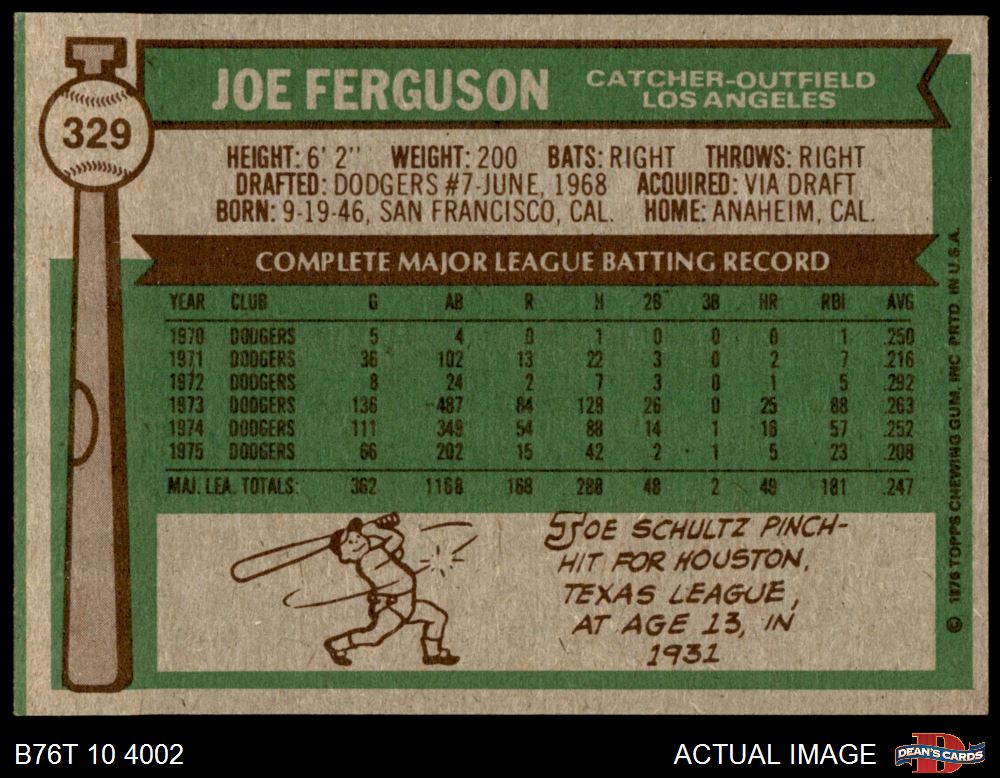 329
JOE FERGUSON
CATCHER-OUTFIELD
LOS ANGELES
HEIGHT: 6' 2'' WEIGHT: 200 BATS: RIGHT THROWS: RIGHT
DRAFTED: DODGERS #7-JUNE, 1968 ACQUIRED: VIA DRAFT
BORN: 9-19-46, SAN FRANCISCO, CAL. HOME: ANAHEIM, CAL.
COMPLETE MAJOR LEAGUE BATTING RECORD
YEAR CLUB G AB R H 2B 3B HR RBI AVG
1970 DODGERS 5 4 0 1 0 0 0 1 .250
1971 DODGERS 36 102 13 22 3 0 2 7 .216
1972 DODGERS 8 24 2 7 3 0 1 5 .292
1973 DODGERS 136 487 84 128 26 0 25 88 .263
1974 DODGERS 111 349 54 88 14 1 16 57 .252
1975 DODGERS 66 202 15 42 2 1 5 23 .208
MAJ. LEA. TOTALS: 362 1168 168 288 48 2 49 181 .247
JOE SCHULTZ PINCH-
HIT FOR HOUSTON,
TEXAS LEAGUE,
AT AGE 13, IN
1931
© 1976 TOPPS CHEWING GUM, INC. PRTD. IN U.S.A.
B76T 10 4002
ACTUAL IMAGE
DEAN'S CARDS